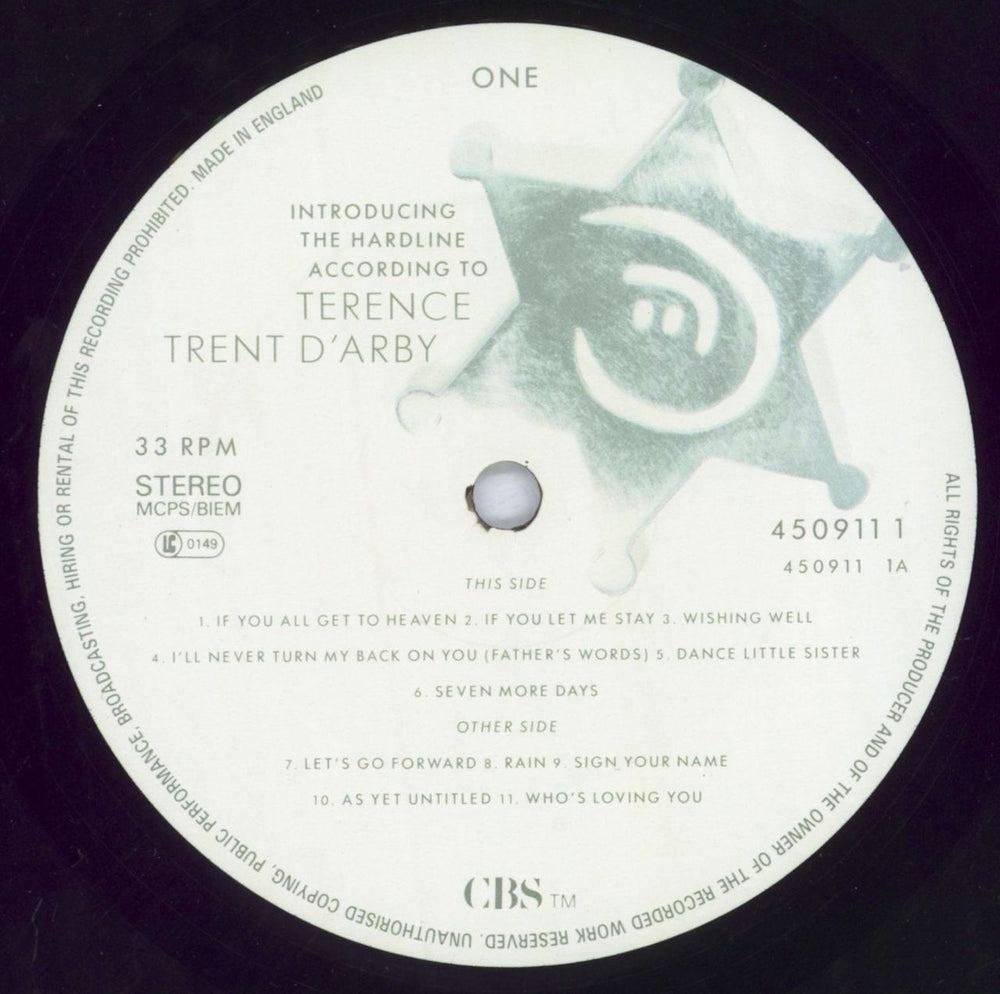 ONE
INTRODUCING
THE HARDLINE
ACCORDING TO
TERENCE
TRENT D'ARBY
33 RPM
STEREO
MCPS/BIEM
LC 0149
450911 1
450911 1A
THIS SIDE
1. IF YOU ALL GET TO HEAVEN 2. IF YOU LET ME STAY 3. WISHING WELL
4. I'LL NEVER TURN MY BACK ON YOU (FATHER'S WORDS) 5. DANCE LITTLE SISTER
6. SEVEN MORE DAYS
OTHER SIDE
7. LET'S GO FORWARD 8. RAIN 9. SIGN YOUR NAME
10. AS YET UNTITLED 11. WHO'S LOVING YOU
CBS TM
ALL RIGHTS OF THE PRODUCER AND OF THE OWNER OF THE RECORDED WORK RESERVED. UNAUTHORISED COPYING, PUBLIC PERFORMANCE, BROADCASTING, HIRING OR RENTAL OF THIS RECORDING PROHIBITED. MADE IN ENGLAND